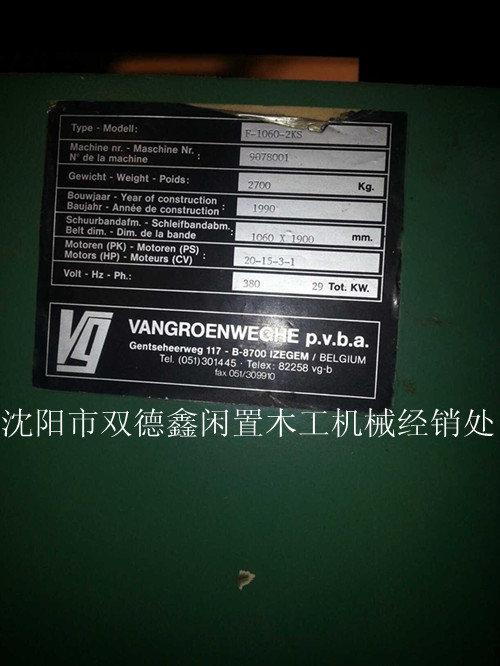 Type - Modell: F-1060-2KS
Machine nr. - Maschine Nr. :
N° de la machine 9878001
Gewicht - Weight - Poids: 2700 Kg.
Bouwjaar - Year of construction :
Baujahr - Année de construction 1990
Schuurbandafm. - Schleifbandabm. :
Belt dim. - Dim. de la bande 1060 X 1900 mm.
Motoren (PK) - Motoren (PS) :
Motors (HP) - Moteurs (CV) 20-15-3-1
Volt - Hz - Ph.: 380 29 Tot. KW.
Vg
VANGROENWEGHE p.v.b.a.
Gentseheerweg 117 - B-8700 IZEGEM / BELGIUM
Tel. (051) 301445 - Telex: 82258 vg-b
fax 051/309910
沈阳市双德鑫闲置木工机械经销处